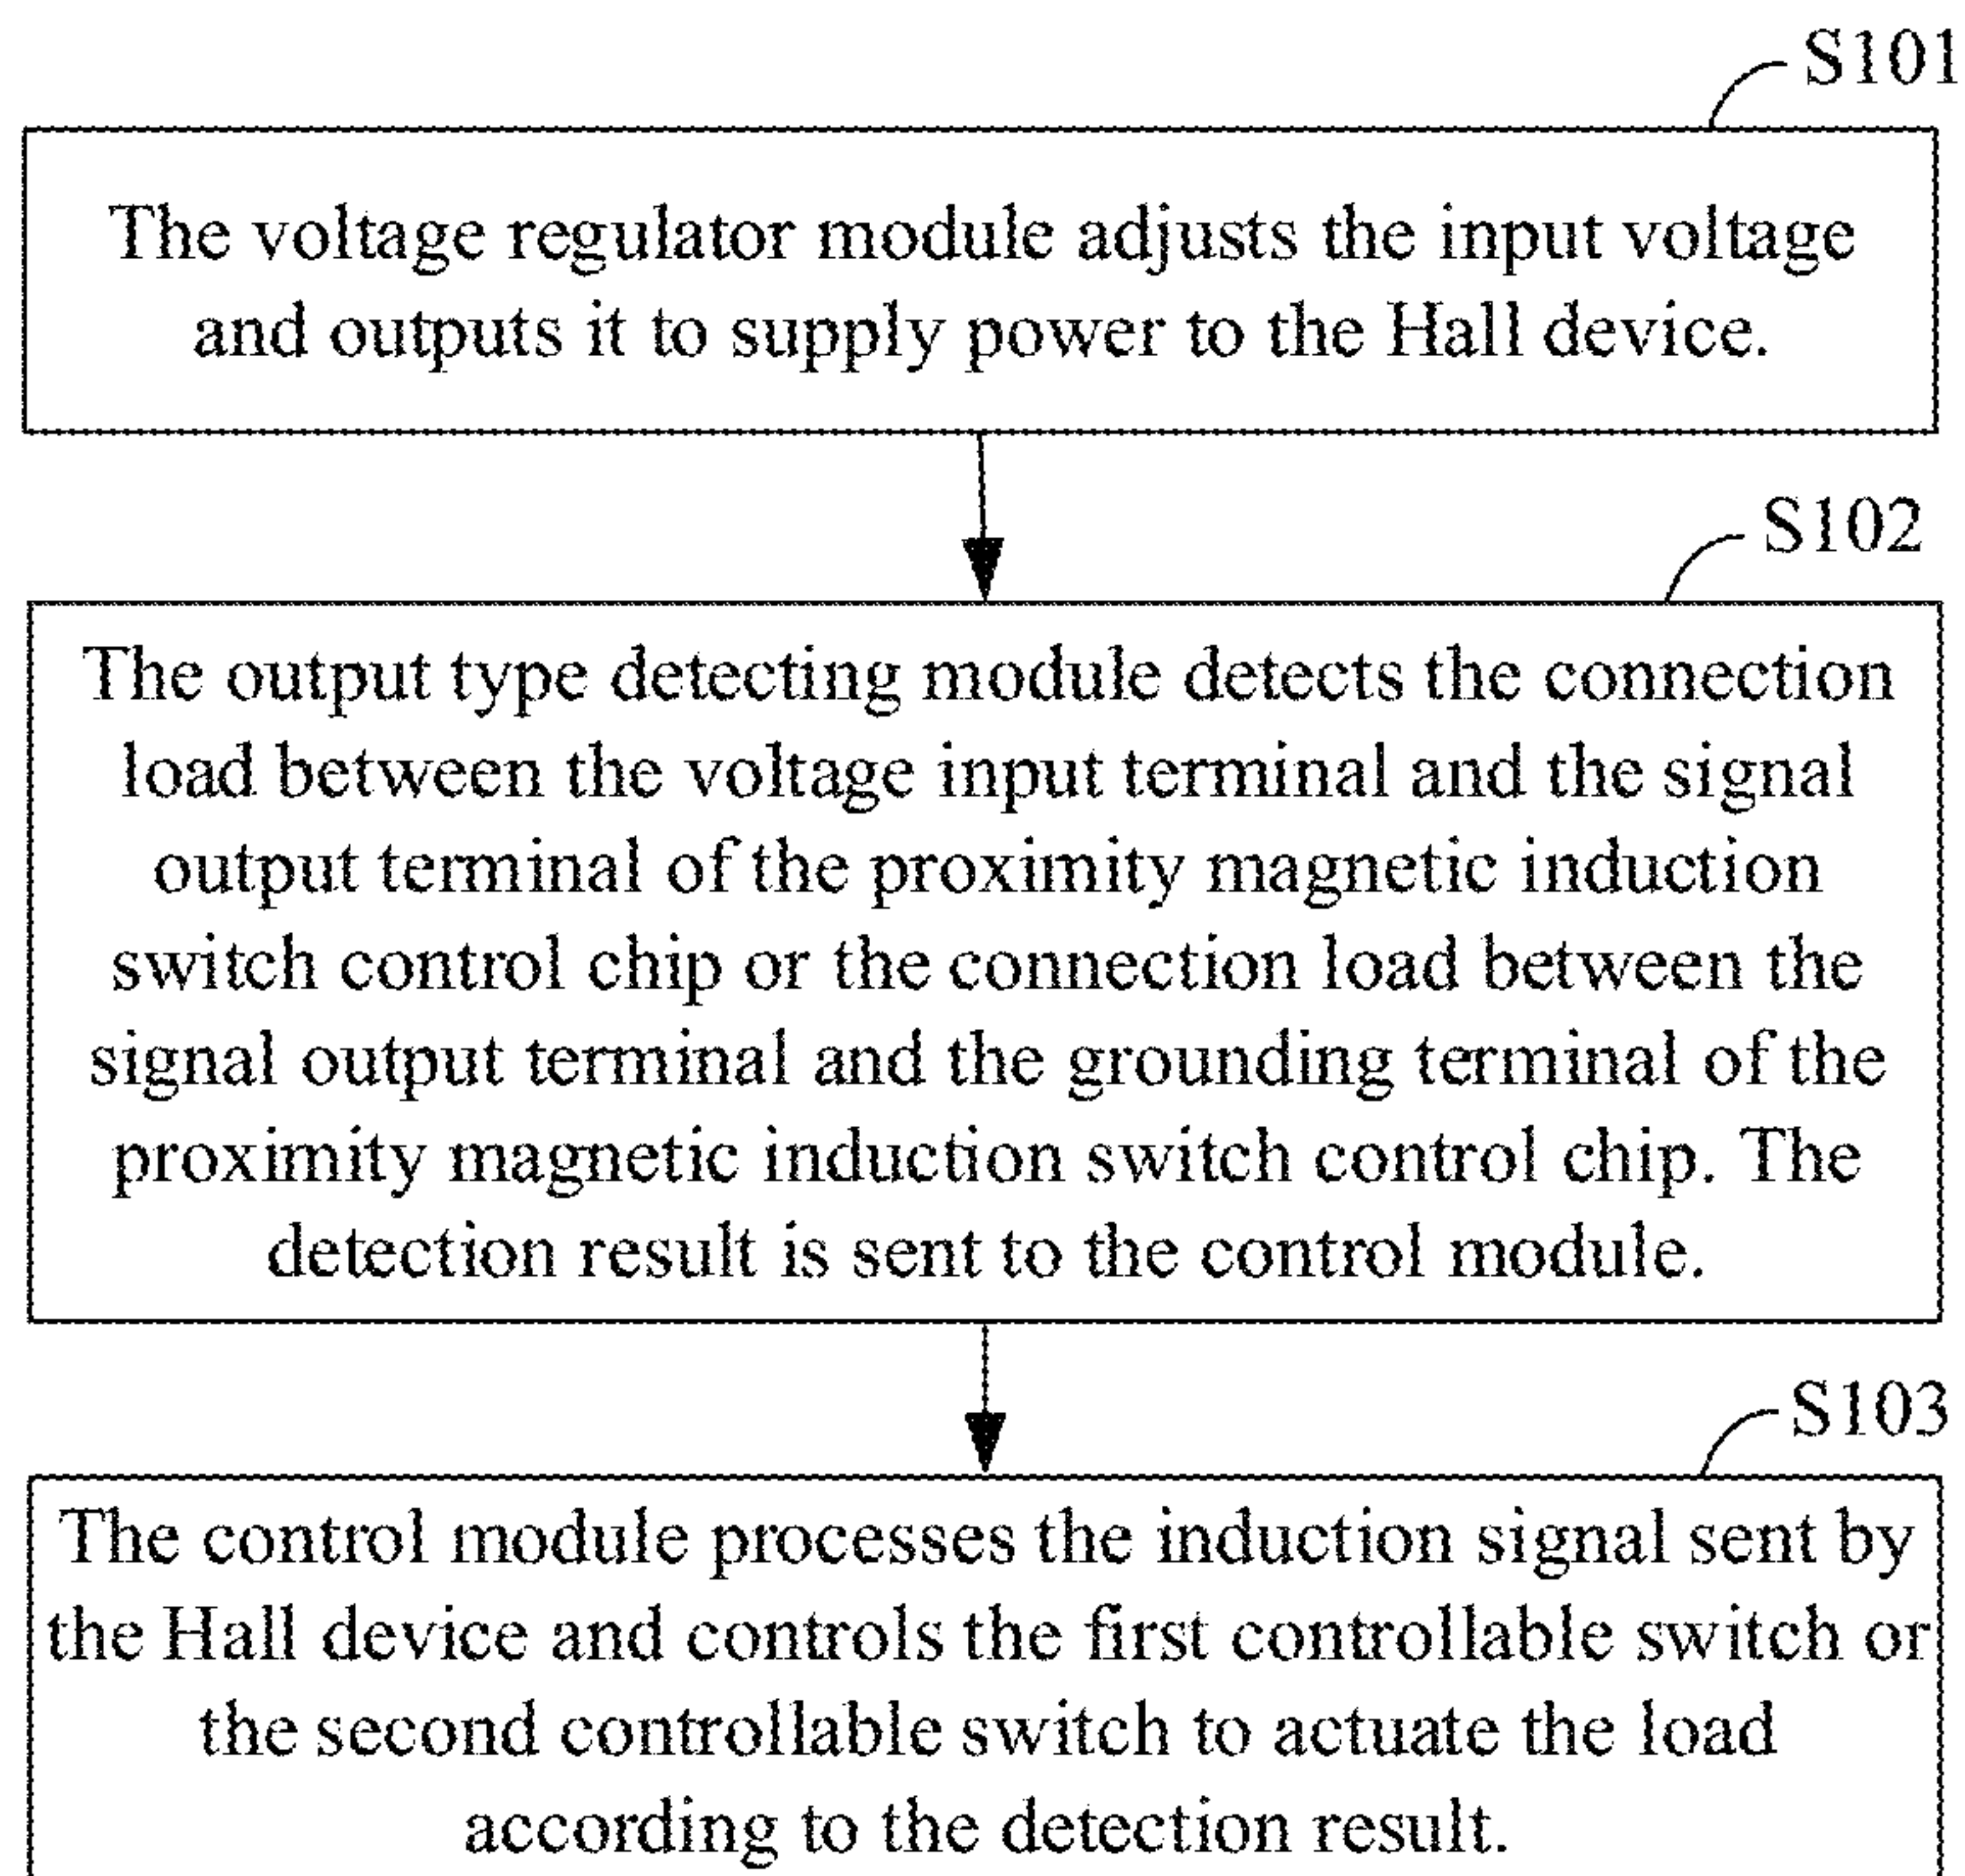 S101
The voltage regulator module adjusts the input voltage
and outputs it to supply power to the Hall device.
S102
The output type detecting module detects the connection
load between the voltage input terminal and the signal
output terminal of the proximity magnetic induction
switch control chip or the connection load between the
signal output terminal and the grounding terminal of the
proximity magnetic induction switch control chip. The
detection result is sent to the control module.
S103
The control module processes the induction signal sent by
the Hall device and controls the first controllable switch or
the second controllable switch to actuate the load
according to the detection result.